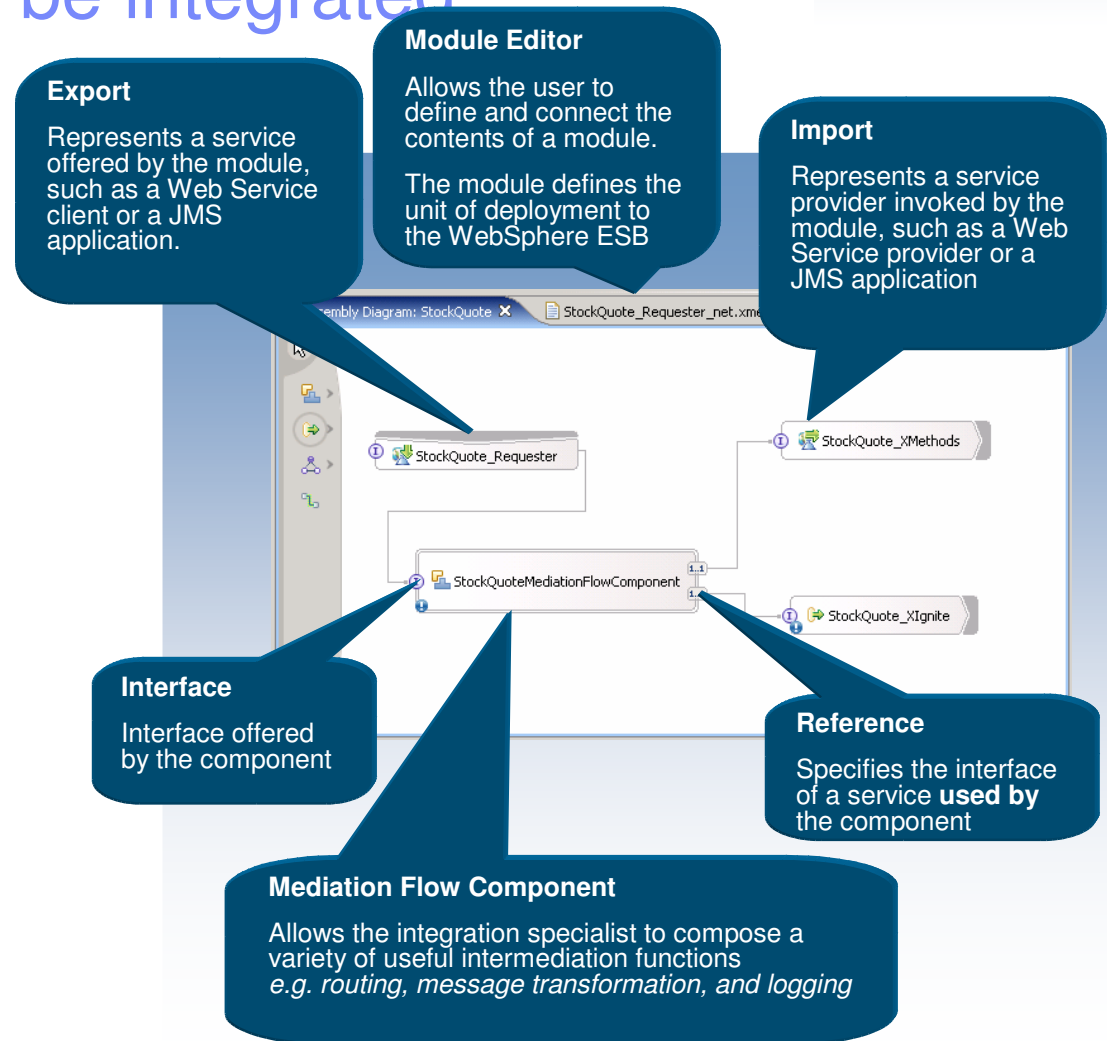 be integrated
Module Editor
Allows the user to
define and connect the
contents of a module.
The module defines the
unit of deployment to
the WebSphere ESB
Export
Represents a service
offered by the module,
such as a Web Service
client or a JMS
application.
Import
Represents a service
provider invoked by the
module, such as a Web
Service provider or a
JMS application
sembly Diagram: StockQuote
StockQuote_Requester_net.xme
StockQuote_Requester
StockQuote_XMethods
StockQuoteMediationFlowComponent
1..1
1..
StockQuote_XIgnite
Interface
Interface offered
by the component
Reference
Specifies the interface
of a service used by
the component
Mediation Flow Component
Allows the integration specialist to compose a
variety of useful intermediation functions
e.g. routing, message transformation, and logging